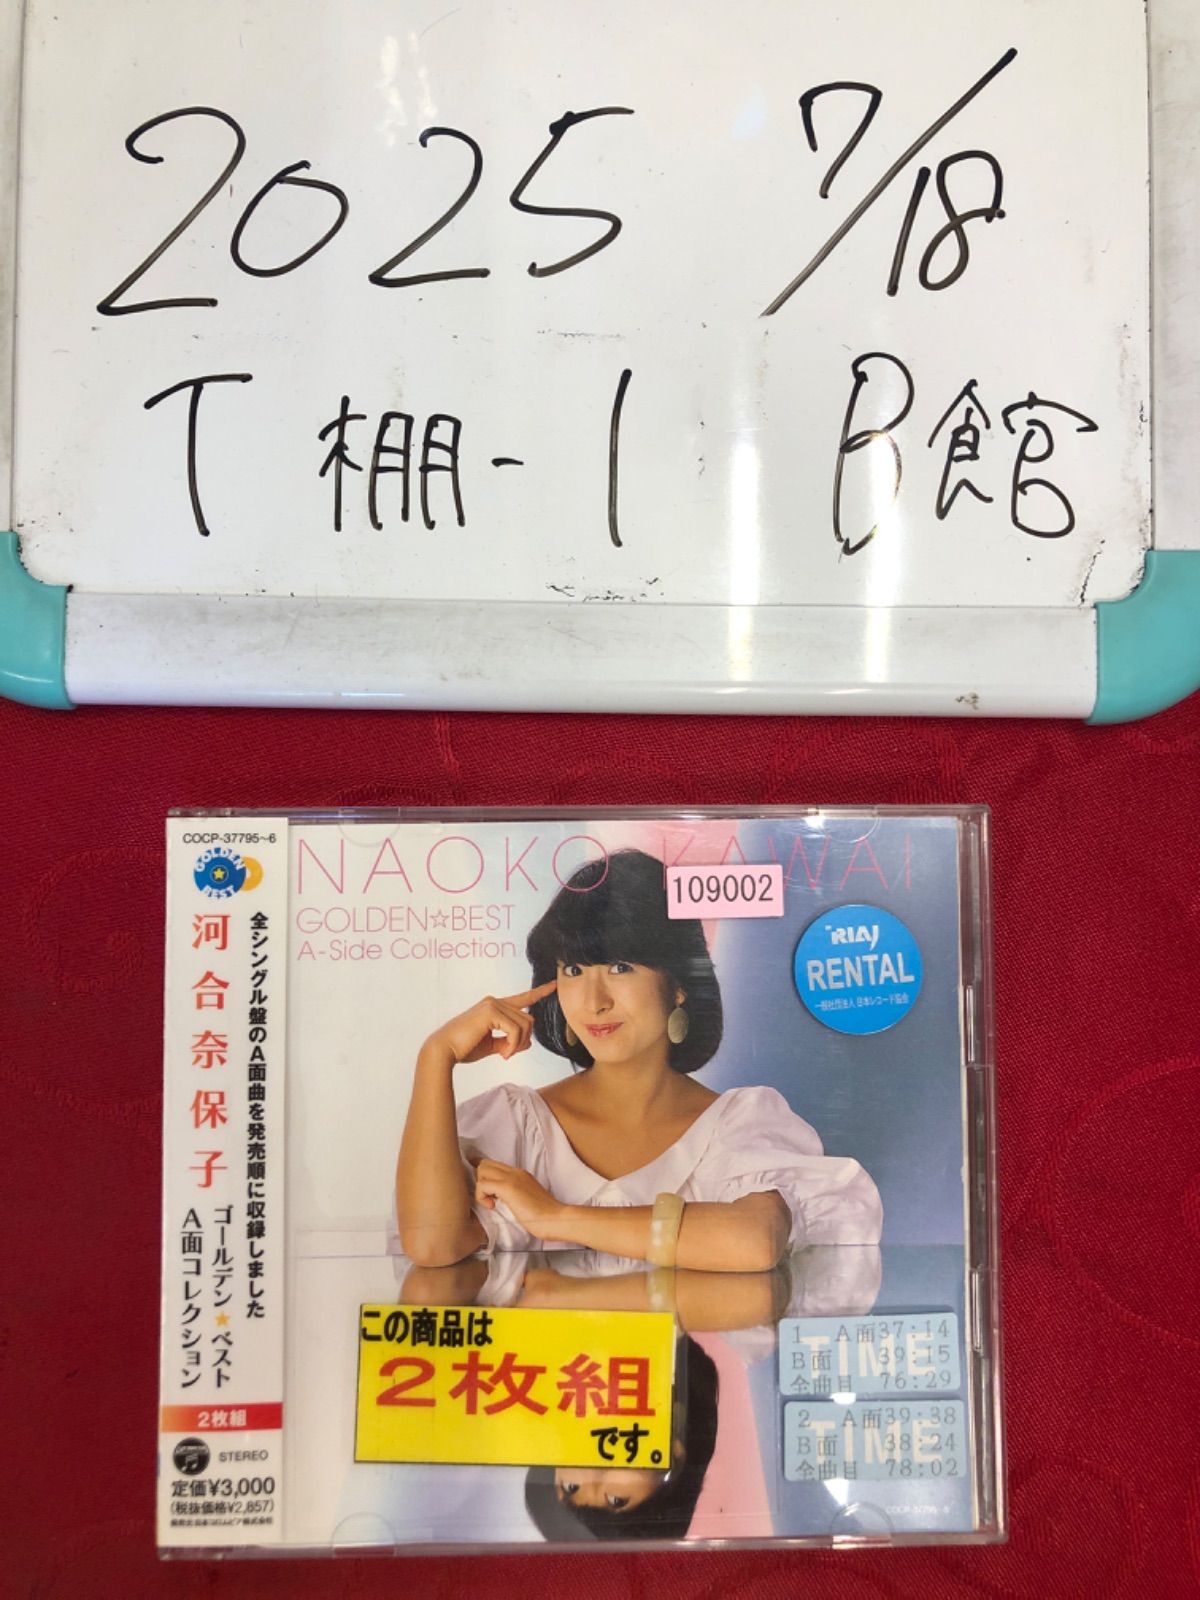 2025 7/18
T棚-1 B館
COCP-37795~6
GOLDEN BEST
河合奈保子
ゴールデン★ベスト
A面コレクション
全シングル盤のA面曲を発売順に収録しました
2枚組
STEREO
定価¥3,000
(税抜価格¥2,857)
NAOKO KAWAI
109002
GOLDEN☆BEST
A-Side Collection
RIAJ
RENTAL
一般社団法人 日本レコード協会
この商品は
2枚組
です。
TIME
1 A面37:14
B面 39:15
全曲目 76:29
TIME
2 A面39:38
B面 38:24
全曲目 78:02